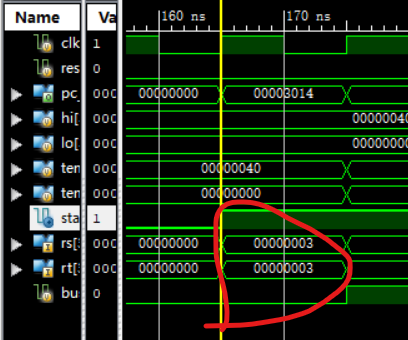 Name Va 160 ns 170 ns
clk 1
res 0
pc_ 000 00000000 00003014
hi[ 000 00000040
lo[ 000 0000000
ten 000 00000040
ten 000 00000000
sta 1
rs[ 000 00000000 00000003
rt[ 000 00000000 00000003
bu 0